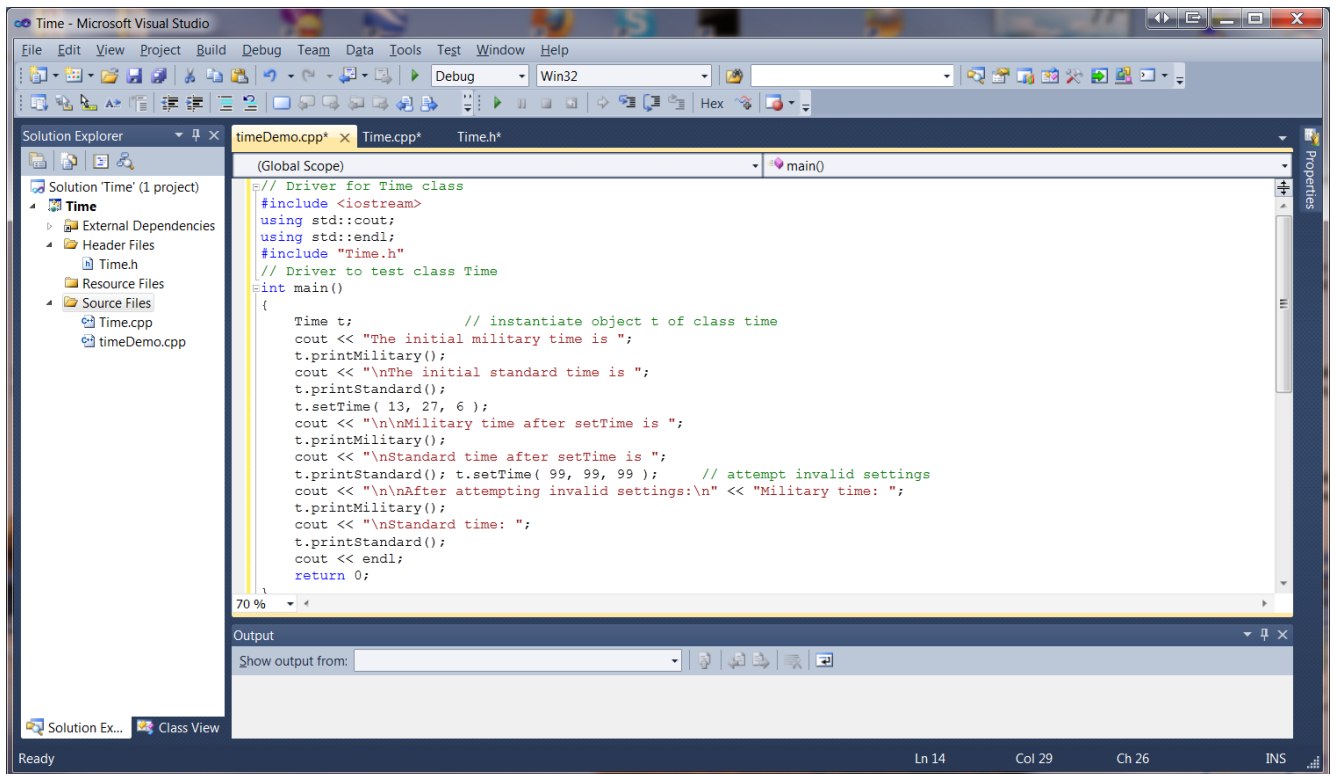 Time - Microsoft Visual Studio
File Edit View Project Build Debug Team Data Tools Test Window Help
Debug Win32
Hex
Solution Explorer
timeDemo.cpp* Time.cpp* Time.h*
Properties
(Global Scope) main()
Solution 'Time' (1 project)
Time
External Dependencies
Header Files
Time.h
Resource Files
Source Files
Time.cpp
timeDemo.cpp
// Driver for Time class
#include <iostream>
using std::cout;
using std::endl;
#include "Time.h"
// Driver to test class Time
int main()
{
Time t; // instantiate object t of class time
cout << "The initial military time is ";
t.printMilitary();
cout << "\nThe initial standard time is ";
t.printStandard();
t.setTime( 13, 27, 6 );
cout << "\n\nMilitary time after setTime is ";
t.printMilitary();
cout << "\nStandard time after setTime is ";
t.printStandard(); t.setTime( 99, 99, 99 ); // attempt invalid settings
cout << "\n\nAfter attempting invalid settings:\n" << "Military time: ";
t.printMilitary();
cout << "\nStandard time: ";
t.printStandard();
cout << endl;
return 0;
}
70 %
Output
Show output from:
Solution Ex... Class View
Ready Ln 14 Col 29 Ch 26 INS